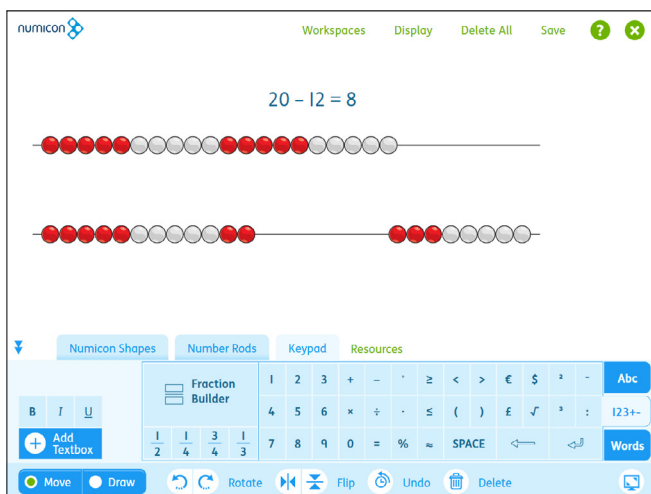 numicon
Workspaces Display Delete All Save ?
20 – 12 = 8
Numicon Shapes Number Rods Keypad Resources
Fraction Builder 1 2 3 + – · ≥ < > € $ ² - Abc
B I U 4 5 6 × ÷ · ≤ ( ) £ √ ³ : 123+-
+ Add Textbox 1/2 1/4 3/4 1/3 7 8 9 0 = % ≈ SPACE Words
Move Draw Rotate Flip Undo Delete